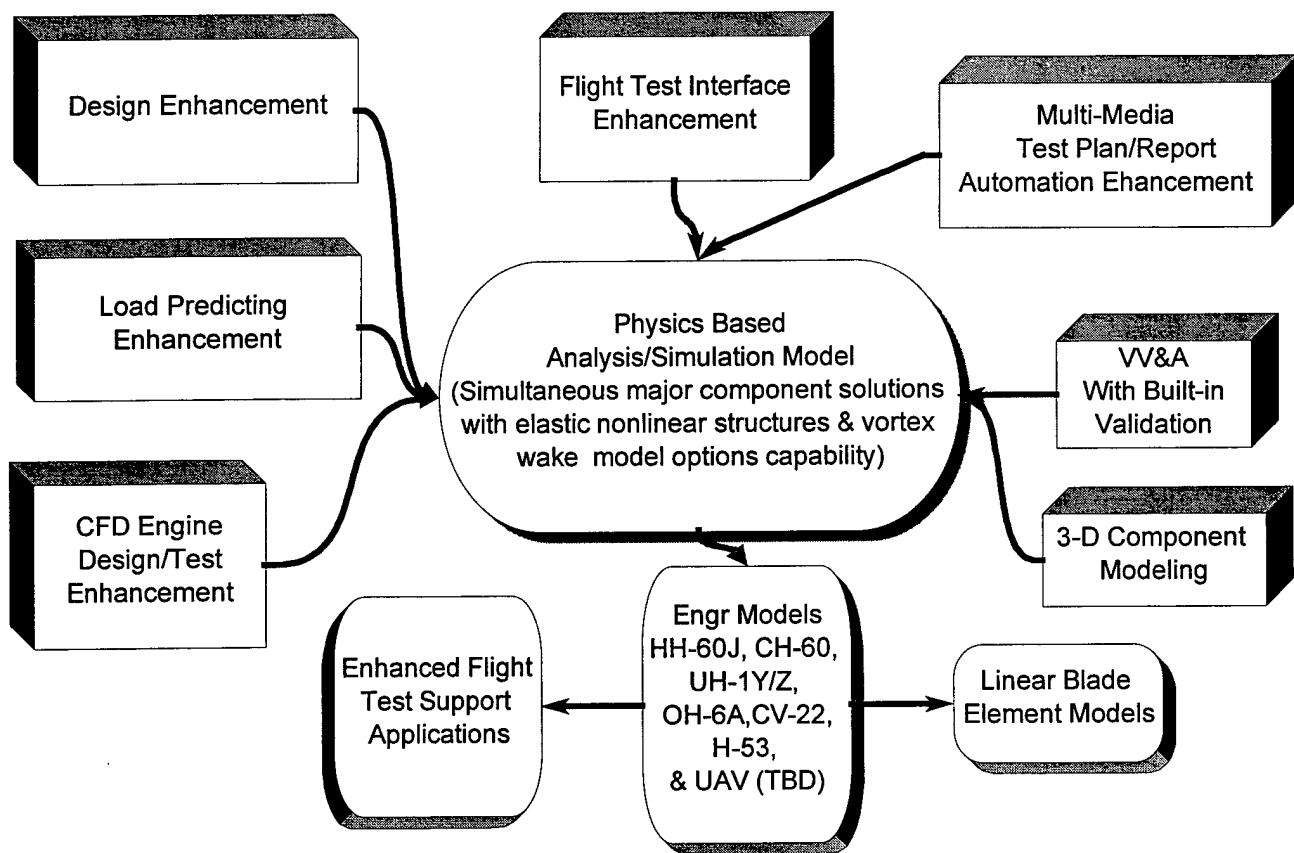 Design Enhancement
Flight Test Interface
Enhancement
Multi-Media
Test Plan/Report
Automation Ehancement
Load Predicting
Enhancement
Physics Based
Analysis/Simulation Model
(Simultaneous major component solutions
with elastic nonlinear structures & vortex
wake model options capability)
VV&A
With Built-in
Validation
CFD Engine
Design/Test
Enhancement
3-D Component
Modeling
Enhanced Flight
Test Support
Applications
Engr Models
HH-60J, CH-60,
UH-1Y/Z,
OH-6A,CV-22,
H-53,
& UAV (TBD)
Linear Blade
Element Models